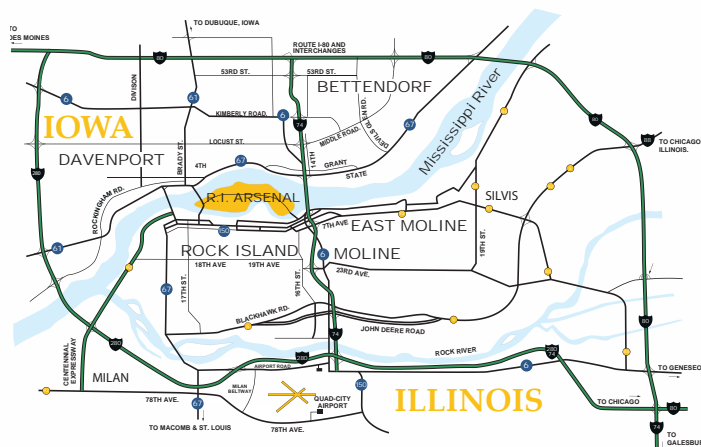 TO DUBUQUE, IOWA
TO
DES MOINES
ROUTE I-80 AND
INTERCHANGES
80
80
53RD ST.
53RD ST.
BETTENDORF
DIVISION
6
61
KIMBERLY ROAD.
6
74
67
80
IOWA
MIDDLE ROAD.
DEVILS GLEN RD.
Mississippi River
LOCUST ST.
88
TO CHICAGO
ILLINOIS.
DAVENPORT
BRADY ST.
4TH
67
14TH
GRANT
STATE
280
ROCKINGHAM RD.
R.I. ARSENAL
SILVIS
7TH AVE
EAST MOLINE
150
61
ROCK ISLAND
6
MOLINE
19TH ST.
18TH AVE
19TH AVE
23RD AVE.
17TH ST.
16TH ST.
67
BLACKHAWK RD.
JOHN DEERE ROAD
80
74
280
CENTENNIAL
EXPRESSWAY
ROCK RIVER
280
280
74
AIRPORT ROAD
6
TO GENESEO
MILAN
MILAN
BELTWAY
150
78TH AVE.
67
QUAD-CITY
AIRPORT
ILLINOIS
TO CHICAGO
80
TO MACOMB & ST. LOUIS
78TH AVE.
74
TO
GALESBU